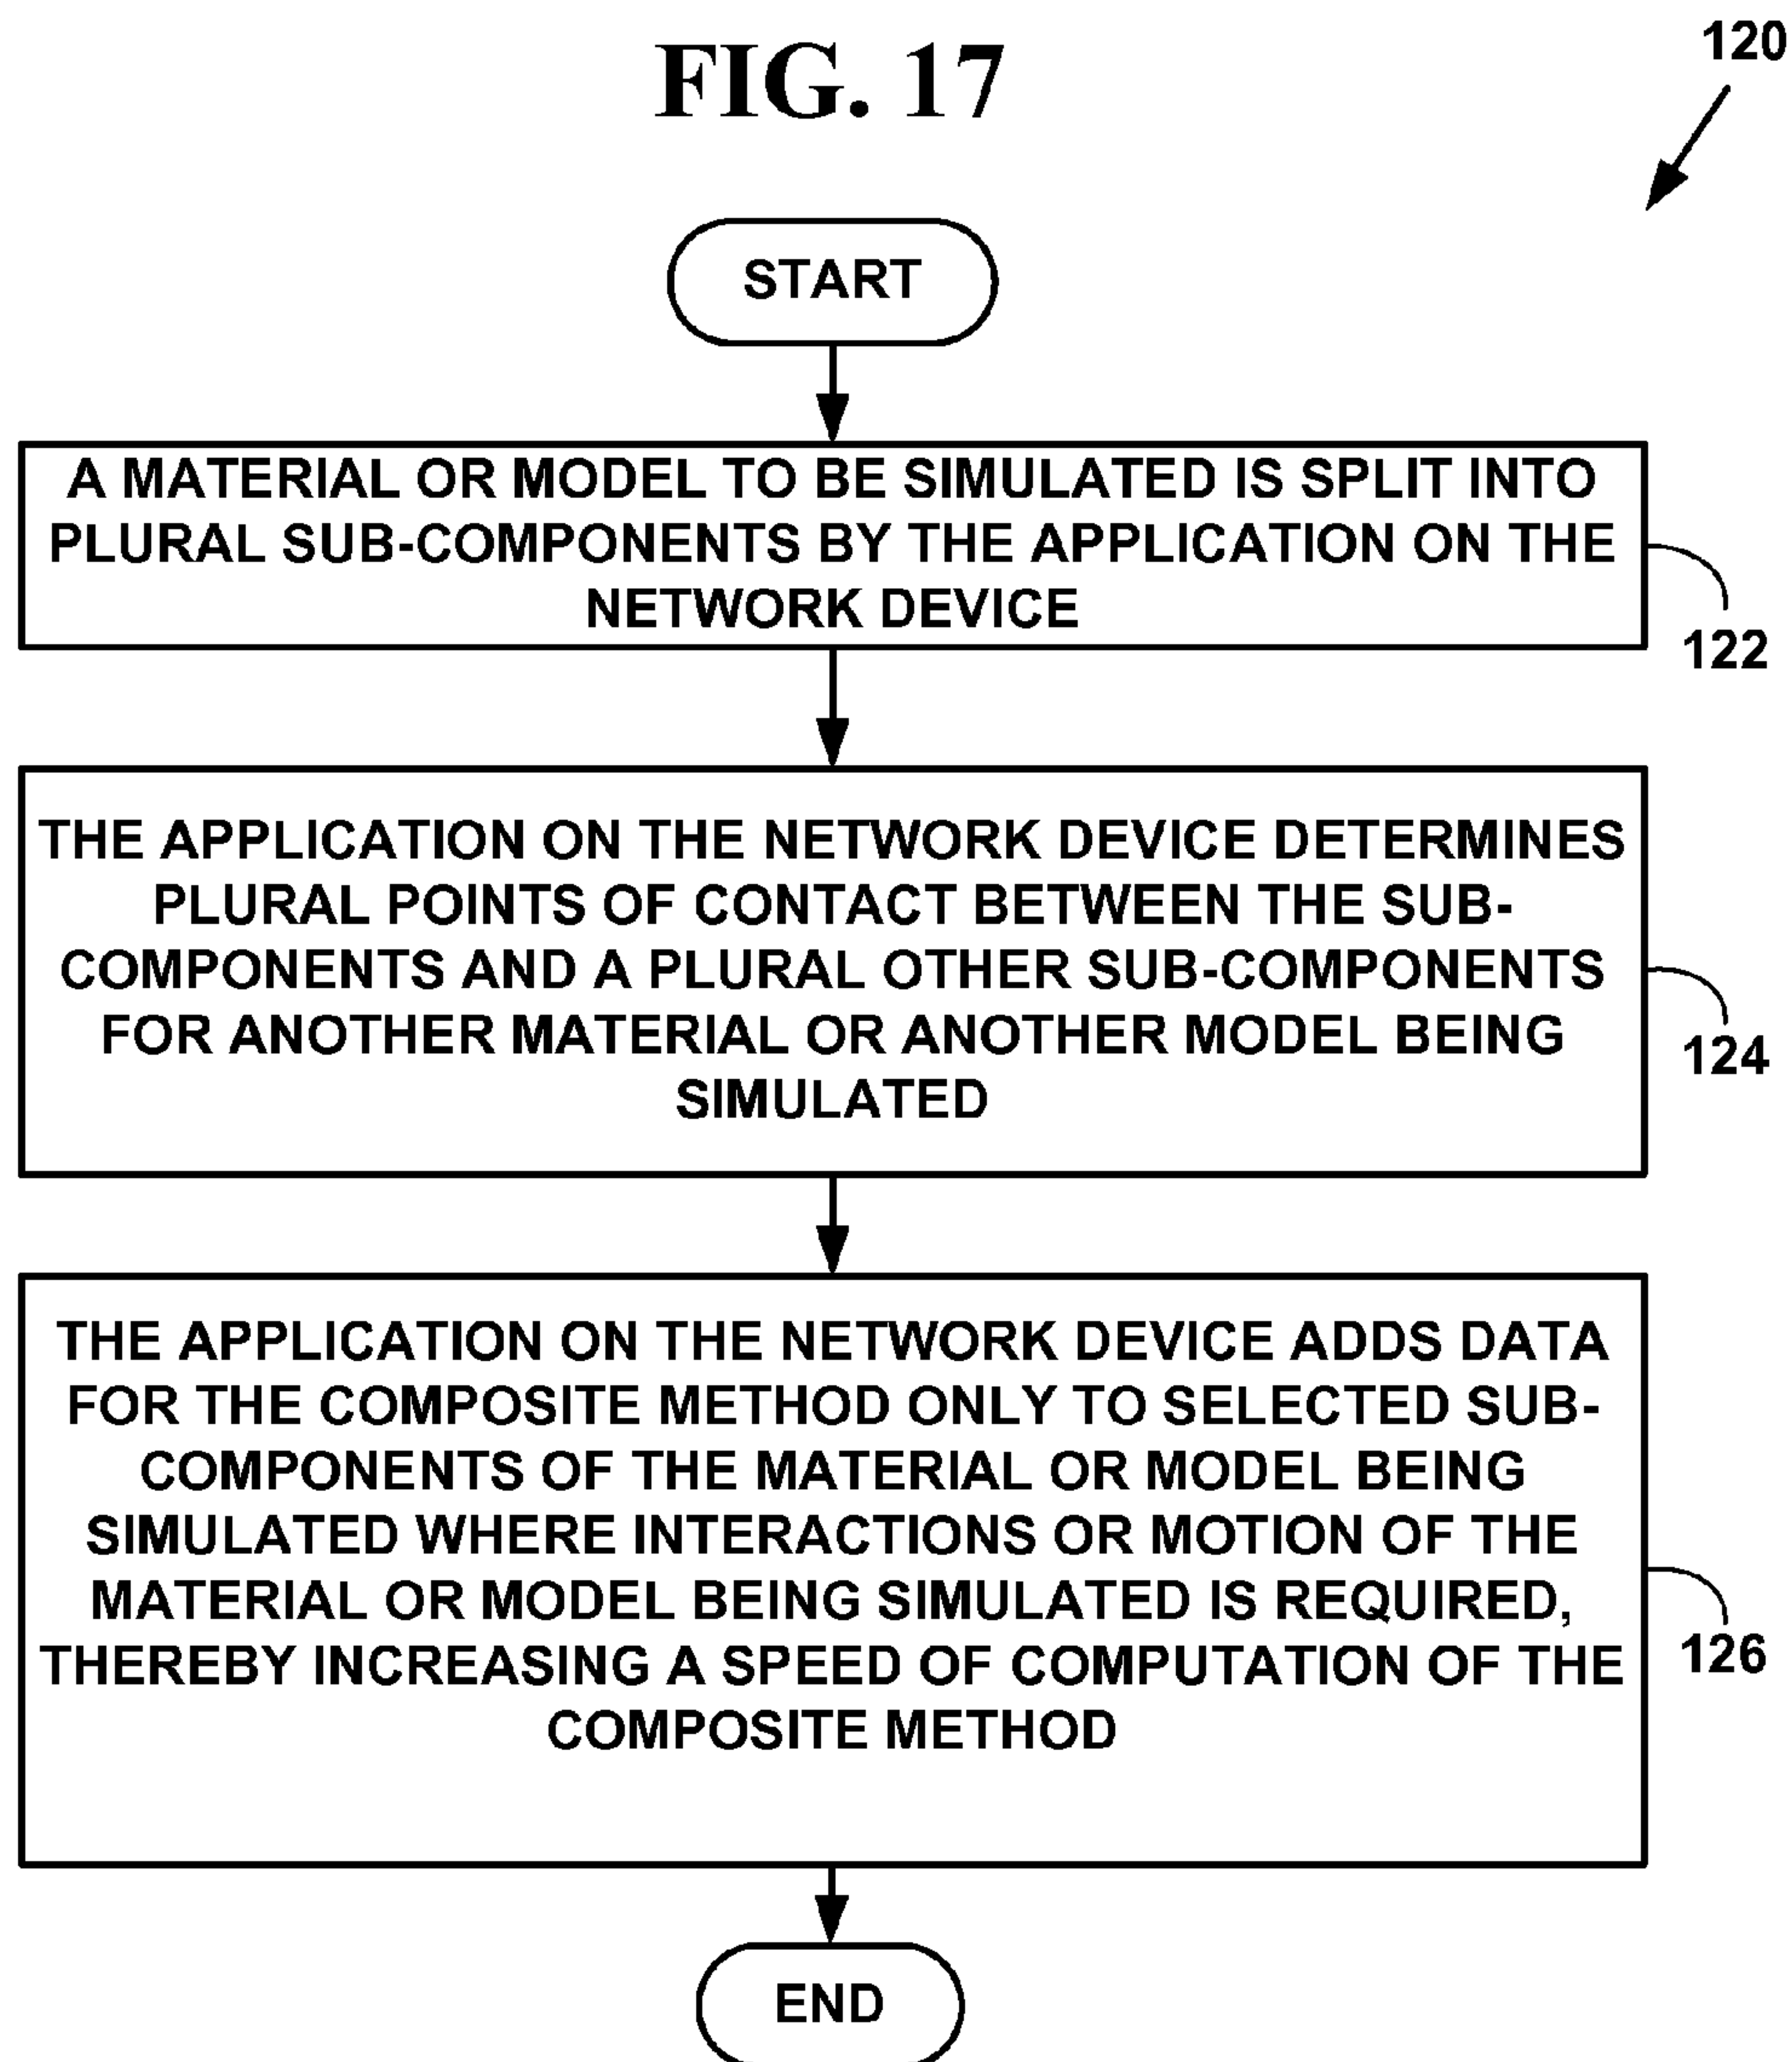 FIG. 17
120
START
A MATERIAL OR MODEL TO BE SIMULATED IS SPLIT INTO
PLURAL SUB-COMPONENTS BY THE APPLICATION ON THE
NETWORK DEVICE
122
THE APPLICATION ON THE NETWORK DEVICE DETERMINES
PLURAL POINTS OF CONTACT BETWEEN THE SUB-
COMPONENTS AND A PLURAL OTHER SUB-COMPONENTS
FOR ANOTHER MATERIAL OR ANOTHER MODEL BEING
SIMULATED
124
THE APPLICATION ON THE NETWORK DEVICE ADDS DATA
FOR THE COMPOSITE METHOD ONLY TO SELECTED SUB-
COMPONENTS OF THE MATERIAL OR MODEL BEING
SIMULATED WHERE INTERACTIONS OR MOTION OF THE
MATERIAL OR MODEL BEING SIMULATED IS REQUIRED,
THEREBY INCREASING A SPEED OF COMPUTATION OF THE
COMPOSITE METHOD
126
END